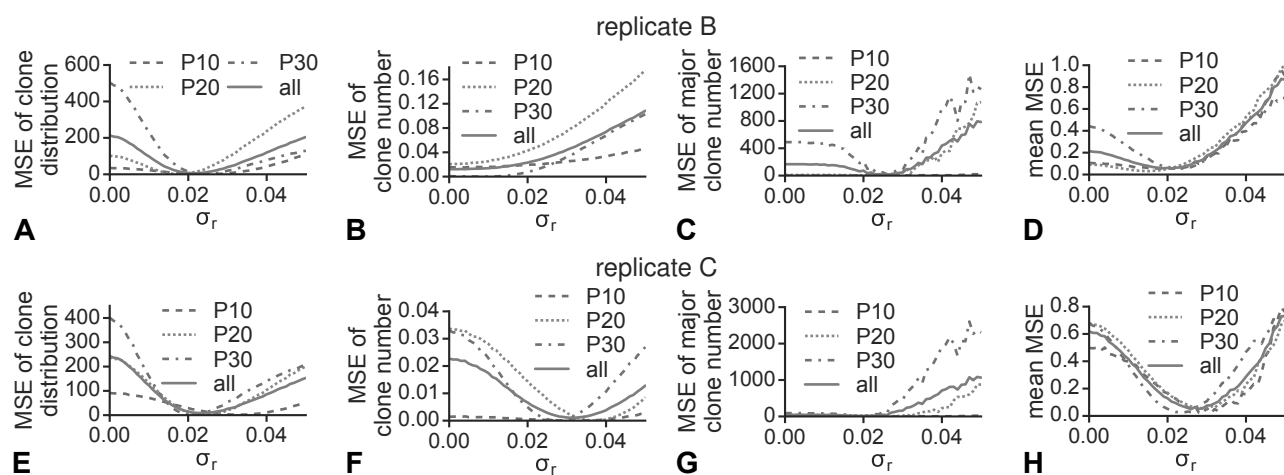 replicate B
MSE of clone
distribution
600
400
200
0
P10
P20
P30
all
0.00
0.02
0.04
σr
A
MSE of
clone number
0.16
0.12
0.08
0.04
0.00
P10
P20
P30
all
0.00
0.02
0.04
σr
B
MSE of major
clone number
1600
1200
800
400
0
P10
P20
P30
all
0.00
0.02
0.04
σr
C
mean MSE
1.0
0.8
0.6
0.4
0.2
0.0
P10
P20
P30
all
0.00
0.02
0.04
σr
D
replicate C
MSE of clone
distribution
400
300
200
100
0
P10
P20
P30
all
0.00
0.02
0.04
σr
E
MSE of
clone number
0.04
0.03
0.02
0.01
0.00
P10
P20
P30
all
0.00
0.02
0.04
σr
F
MSE of major
clone number
3000
2000
1000
0
P10
P20
P30
all
0.00
0.02
0.04
σr
G
mean MSE
0.8
0.6
0.4
0.2
0.0
P10
P20
P30
all
0.00
0.02
0.04
σr
H